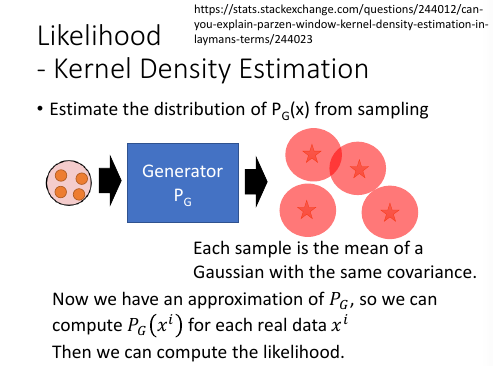 https://stats.stackexchange.com/questions/244012/can-
you-explain-parzen-window-kernel-density-estimation-in-
laymans-terms/244023
Likelihood
- Kernel Density Estimation
• Estimate the distribution of P_G(x) from sampling
Generator
P_G
Each sample is the mean of a
Gaussian with the same covariance.
Now we have an approximation of P_G, so we can
compute P_G(x^i) for each real data x^i
Then we can compute the likelihood.